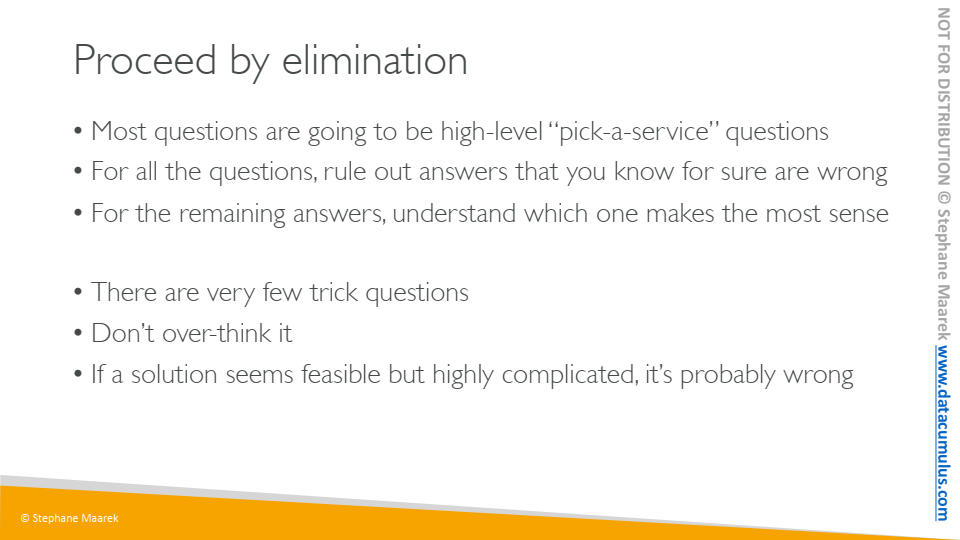 Proceed by elimination
• Most questions are going to be high-level “pick-a-service” questions
• For all the questions, rule out answers that you know for sure are wrong
• For the remaining answers, understand which one makes the most sense
• There are very few trick questions
• Don’t over-think it
• If a solution seems feasible but highly complicated, it’s probably wrong
© Stephane Maarek
NOT FOR DISTRIBUTION © Stephane Maarek www.datacumulus.com